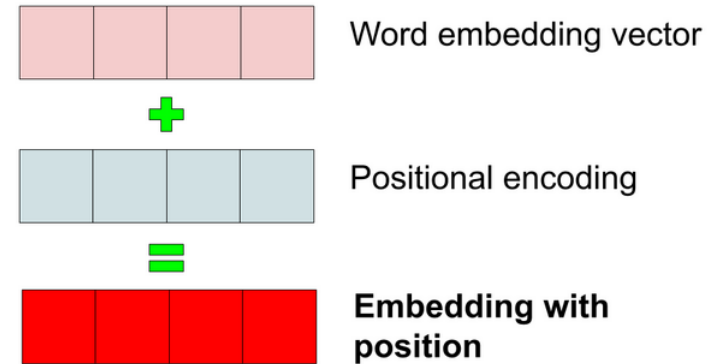 Word embedding vector
Positional encoding
Embedding with
position